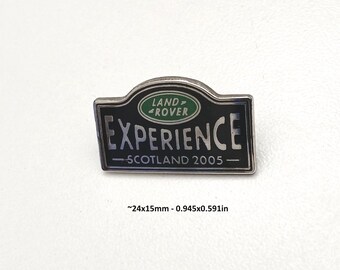 LAND
ROVER
EXPERIENCE
SCOTLAND 2005
~24x15mm - 0.945x0.591in